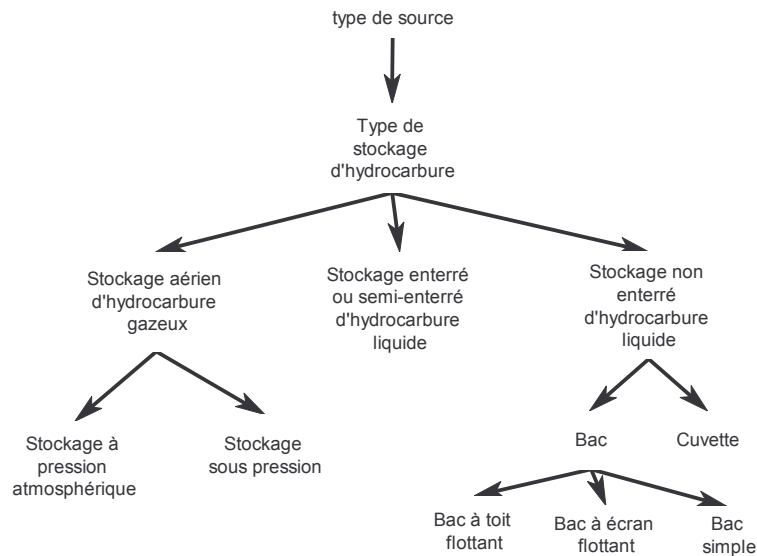 type de source
Type de
stockage
d'hydrocarbure
Stockage aérien
d'hydrocarbure
gazeux
Stockage enterré
ou semi-enterré
d'hydrocarbure
liquide
Stockage non
enterré
d'hydrocarbure
liquide
Stockage à
pression
atmosphérique
Stockage
sous pression
Bac
Cuvette
Bac à toit
flottant
Bac à écran
flottant
Bac
simple